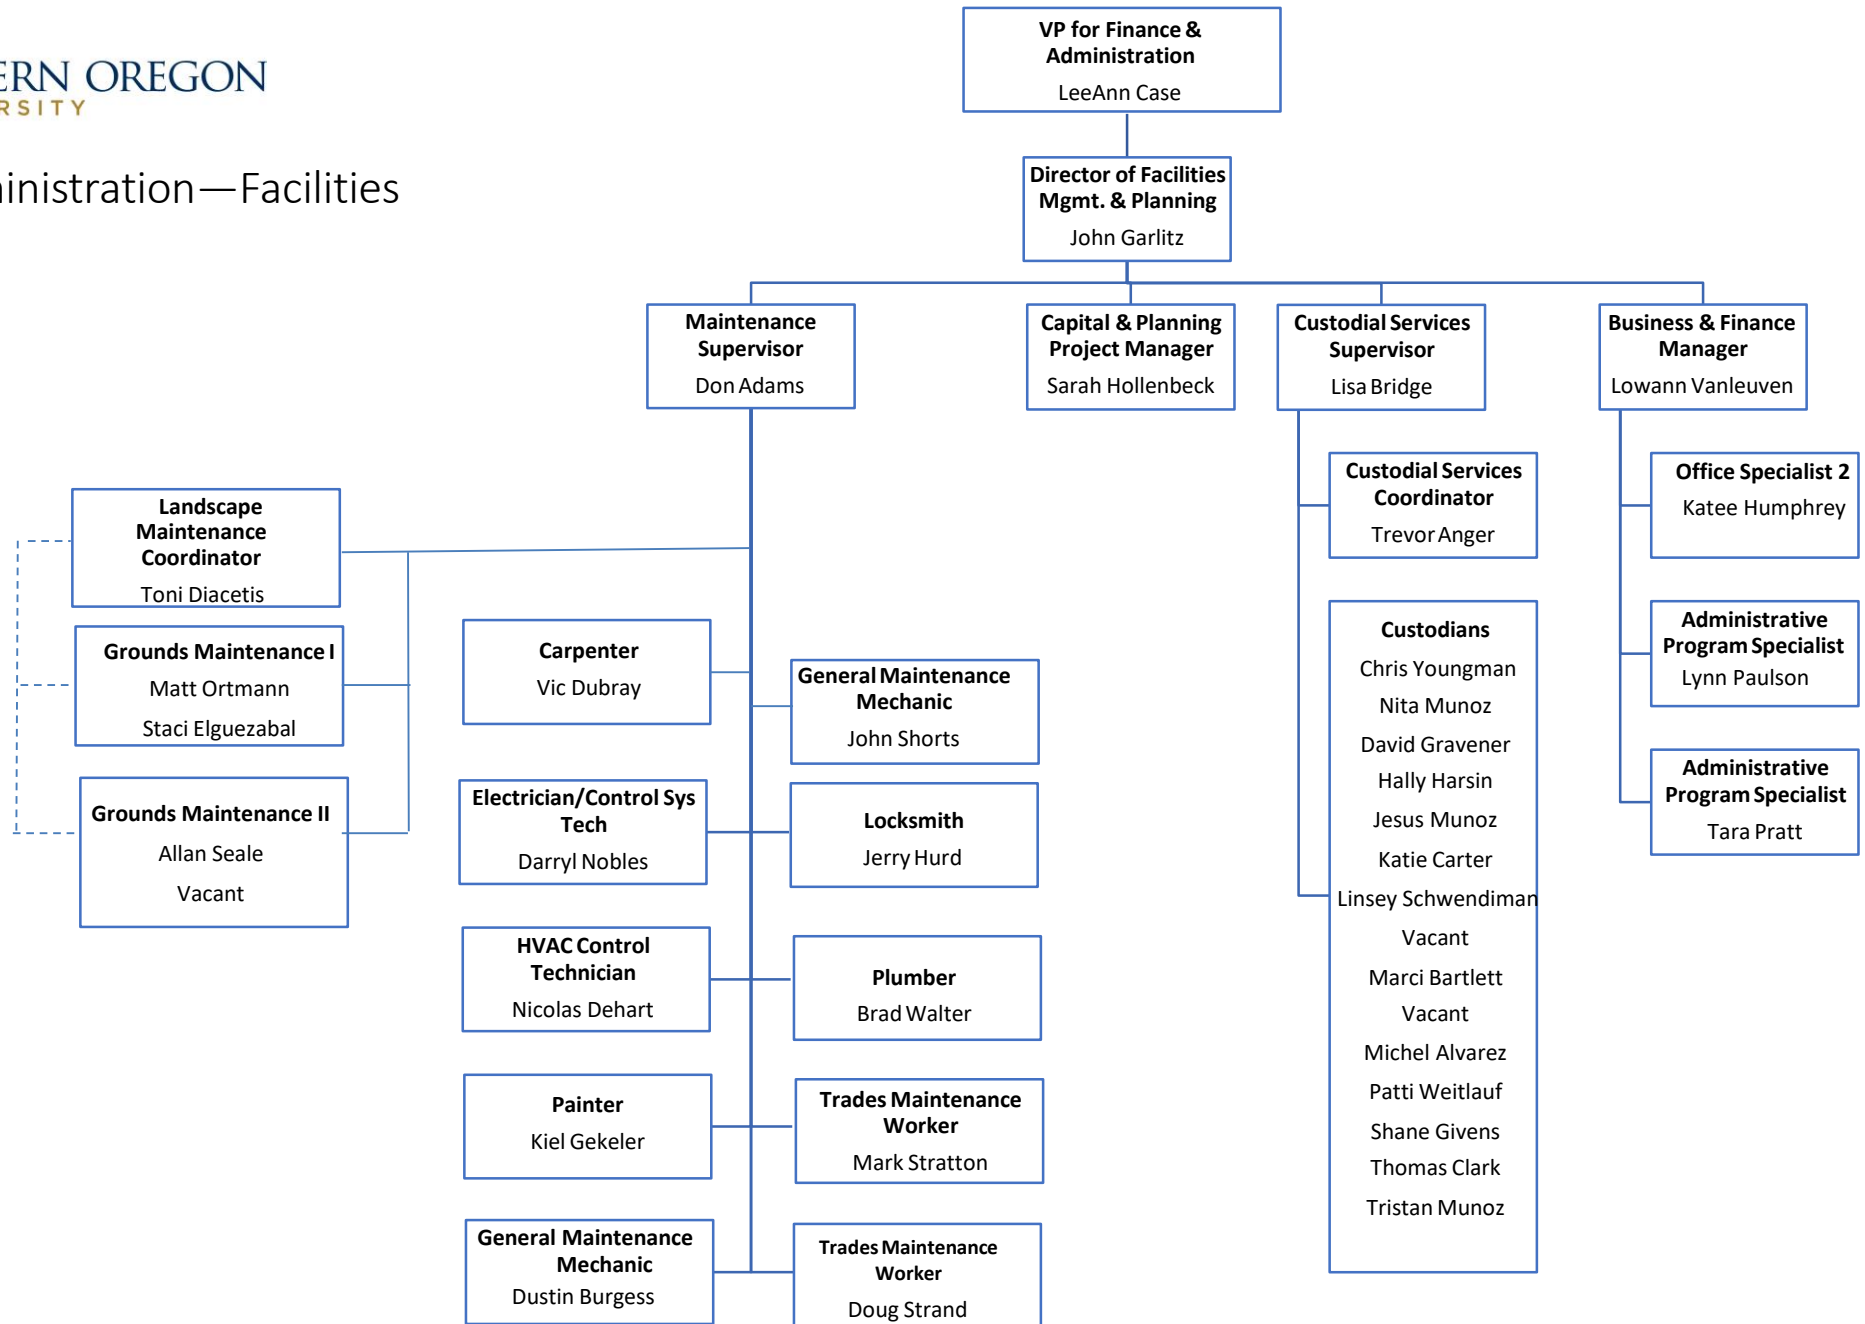 ERN OREGON
RSITY
ministration—Facilities
VP for Finance &
Administration
LeeAnn Case
Director of Facilities
Mgmt. & Planning
John Garlitz
Maintenance
Supervisor
Don Adams
Capital & Planning
Project Manager
Sarah Hollenbeck
Custodial Services
Supervisor
Lisa Bridge
Business & Finance
Manager
Lowann Vanleuven
Landscape
Maintenance
Coordinator
Toni Diacetis
Grounds Maintenance I
Matt Ortmann
Staci Elguezabal
Grounds Maintenance II
Allan Seale
Vacant
Carpenter
Vic Dubray
General Maintenance
Mechanic
John Shorts
Electrician/Control Sys
Tech
Darryl Nobles
Locksmith
Jerry Hurd
HVAC Control
Technician
Nicolas Dehart
Plumber
Brad Walter
Painter
Kiel Gekeler
Trades Maintenance
Worker
Mark Stratton
General Maintenance
Mechanic
Dustin Burgess
Trades Maintenance
Worker
Doug Strand
Custodial Services
Coordinator
Trevor Anger
Custodians
Chris Youngman
Nita Munoz
David Gravener
Hally Harsin
Jesus Munoz
Katie Carter
Linsey Schwendiman
Vacant
Marci Bartlett
Vacant
Michel Alvarez
Patti Weitlauf
Shane Givens
Thomas Clark
Tristan Munoz
Office Specialist 2
Katee Humphrey
Administrative
Program Specialist
Lynn Paulson
Administrative
Program Specialist
Tara Pratt